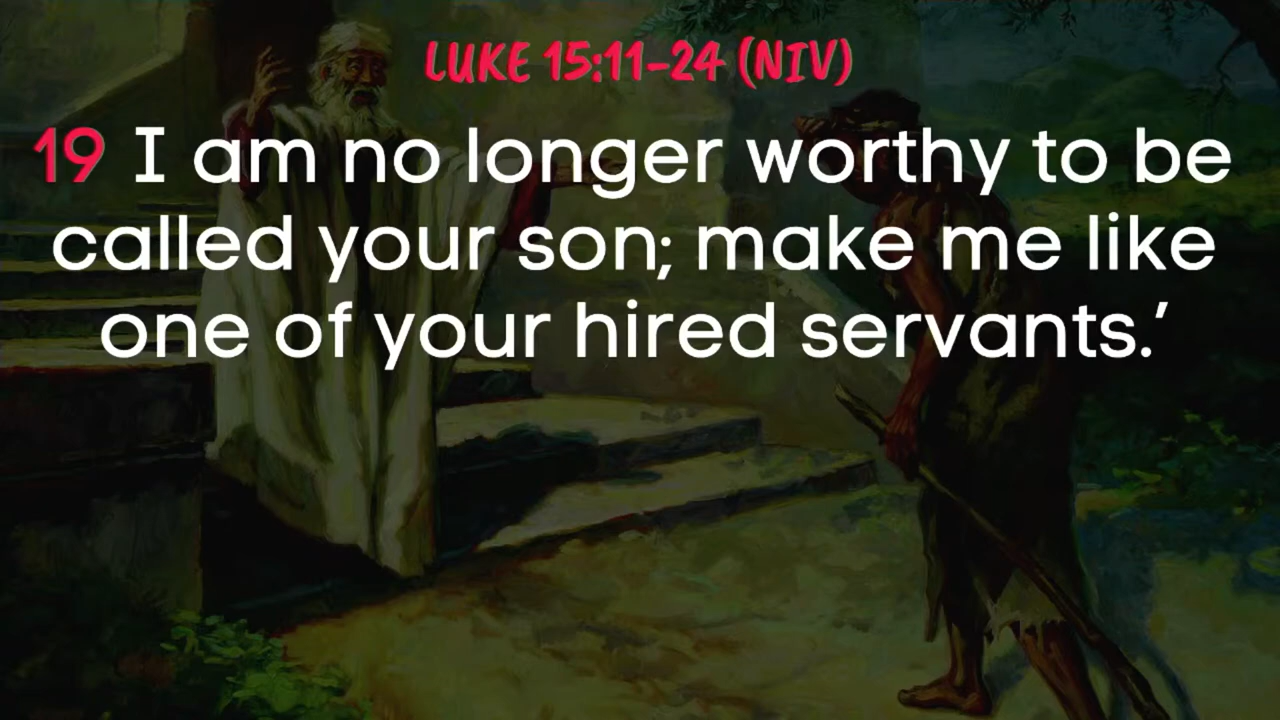 LUKE 15:11-24 (NIV)
19 I am no longer worthy to be
called your son; make me like
one of your hired servants.’